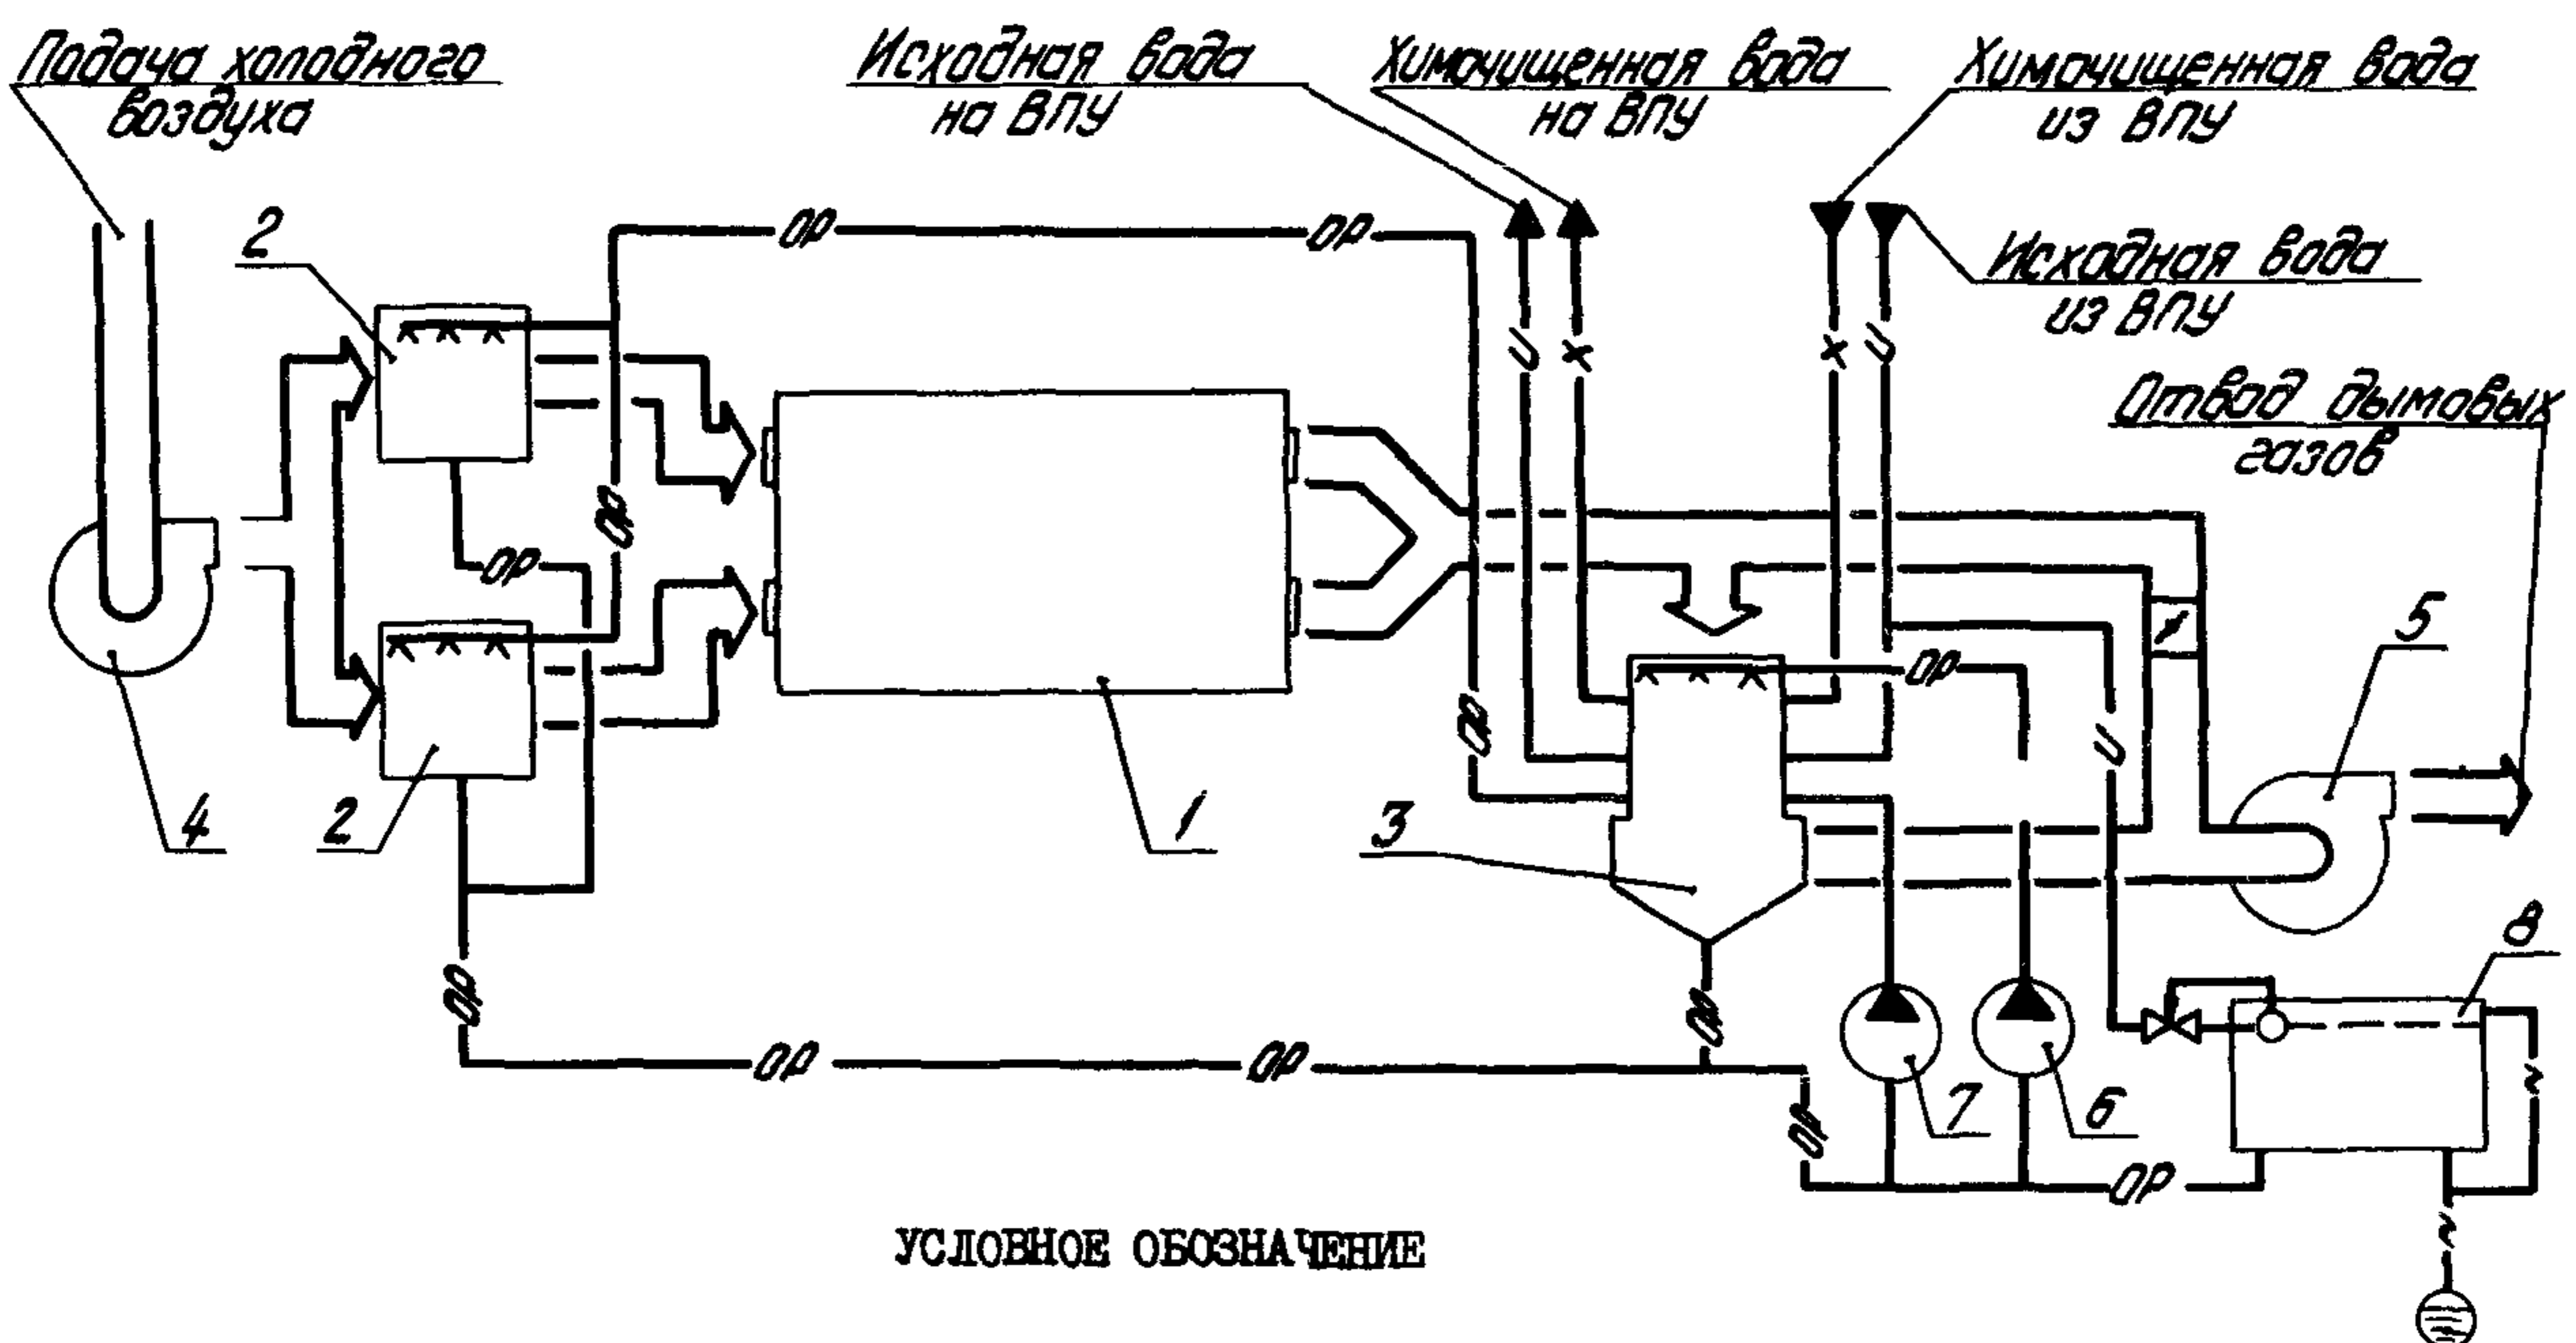 Подача холодного
воздуха
Исходная вода
на ВПУ
Химочищенная вода
на ВПУ
Химочищенная вода
из ВПУ
Исходная вода
из ВПУ
Отвод дымовых
газов
2
ОР
ОР
и
х
х
и
ОР
ОР
ОР
5
ОР
и
4
2
1
3
8
ОР
ОР
ОР
ОР
7
6
ОР
ОР
УСЛОВНОЕ ОБОЗНАЧЕНИЕ